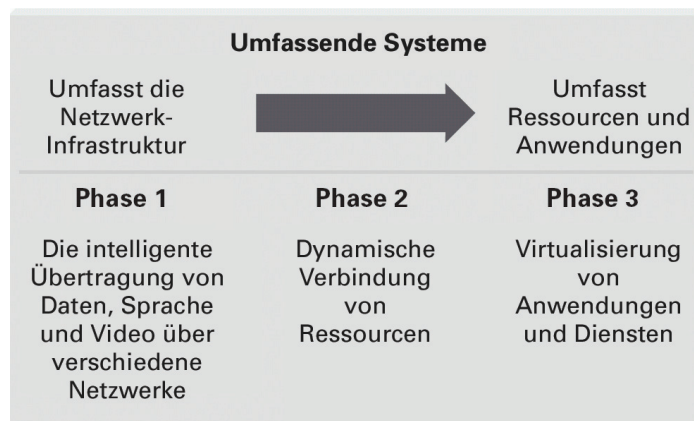 Umfassende Systeme
Umfasst die
Netzwerk-
Infrastruktur
Umfasst
Ressourcen und
Anwendungen
Phase 1
Phase 2
Phase 3
Die intelligente
Übertragung von
Daten, Sprache
und Video über
verschiedene
Netzwerke
Dynamische
Verbindung
von
Ressourcen
Virtualisierung
von
Anwendungen
und Diensten